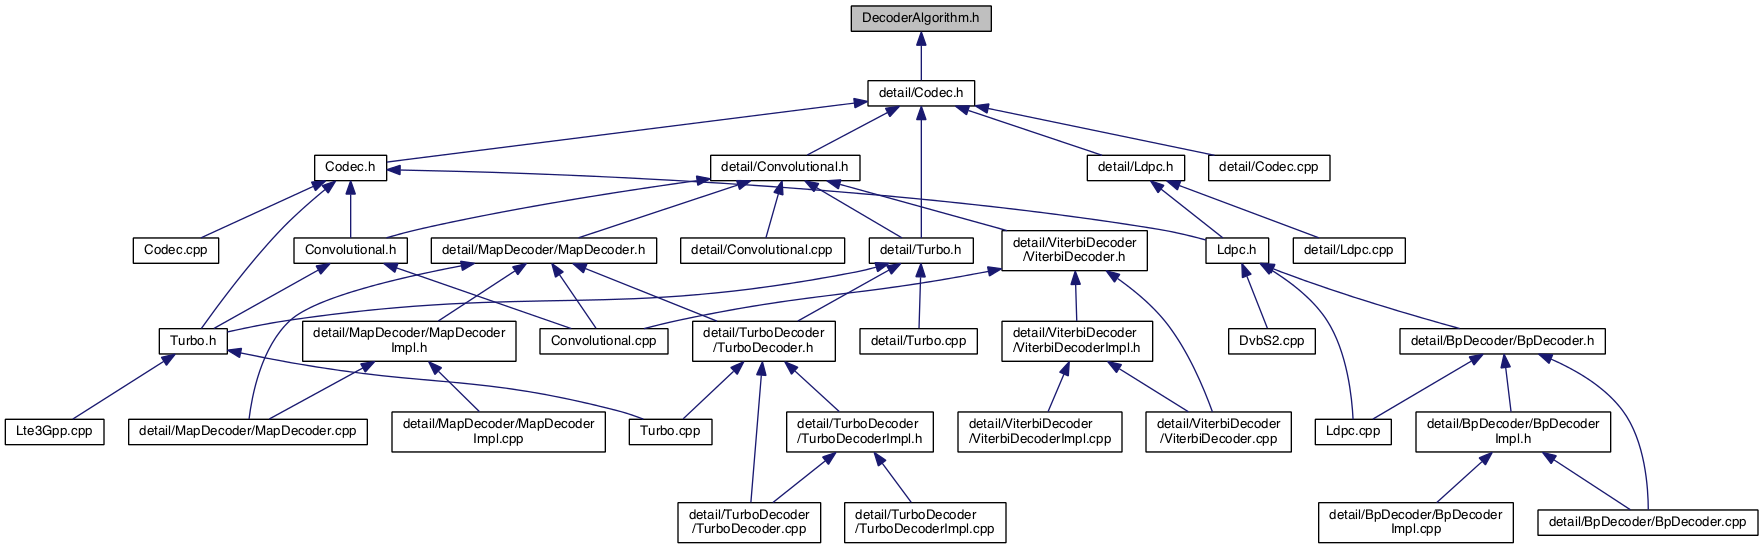 DecoderAlgorithm.h
detail/Codec.h
Codec.h
detail/Convolutional.h
detail/Ldpc.h
detail/Codec.cpp
Codec.cpp
Convolutional.h
detail/MapDecoder/MapDecoder.h
detail/Convolutional.cpp
detail/Turbo.h
detail/ViterbiDecoder
/ViterbiDecoder.h
Ldpc.h
detail/Ldpc.cpp
Turbo.h
detail/MapDecoder/MapDecoder
Impl.h
Convolutional.cpp
detail/TurboDecoder
/TurboDecoder.h
detail/Turbo.cpp
detail/ViterbiDecoder
/ViterbiDecoderImpl.h
DvbS2.cpp
detail/BpDecoder/BpDecoder.h
Lte3Gpp.cpp
detail/MapDecoder/MapDecoder.cpp
detail/MapDecoder/MapDecoder
Impl.cpp
Turbo.cpp
detail/TurboDecoder
/TurboDecoderImpl.h
detail/ViterbiDecoder
/ViterbiDecoderImpl.cpp
detail/ViterbiDecoder
/ViterbiDecoder.cpp
Ldpc.cpp
detail/BpDecoder/BpDecoder
Impl.h
detail/TurboDecoder
/TurboDecoder.cpp
detail/TurboDecoder
/TurboDecoderImpl.cpp
detail/BpDecoder/BpDecoder
Impl.cpp
detail/BpDecoder/BpDecoder.cpp